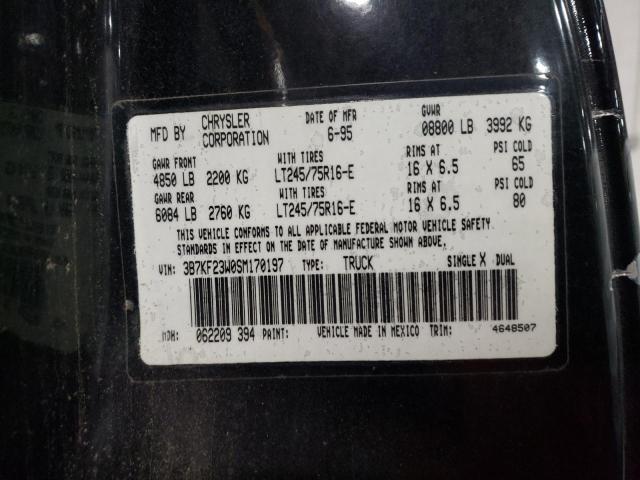 MFD BY CHRYSLER CORPORATION DATE OF MFR 6-95 GVWR 08800 LB 3992 KG
GAWR FRONT WITH TIRES RIMS AT PSI COLD
4850 LB 2200 KG LT245/75R16-E 16 X 6.5 65
GAWR REAR WITH TIRES RIMS AT PSI COLD
6084 LB 2760 KG LT245/75R16-E 16 X 6.5 80
THIS VEHICLE CONFORMS TO ALL APPLICABLE FEDERAL MOTOR VEHICLE SAFETY
STANDARDS IN EFFECT ON THE DATE OF MANUFACTURE SHOWN ABOVE.
VIN: 3B7KF23W0SM170197 TYPE: TRUCK SINGLE X DUAL
MDH: 062209 394 PAINT: VEHICLE MADE IN MEXICO TRIM: 4648507